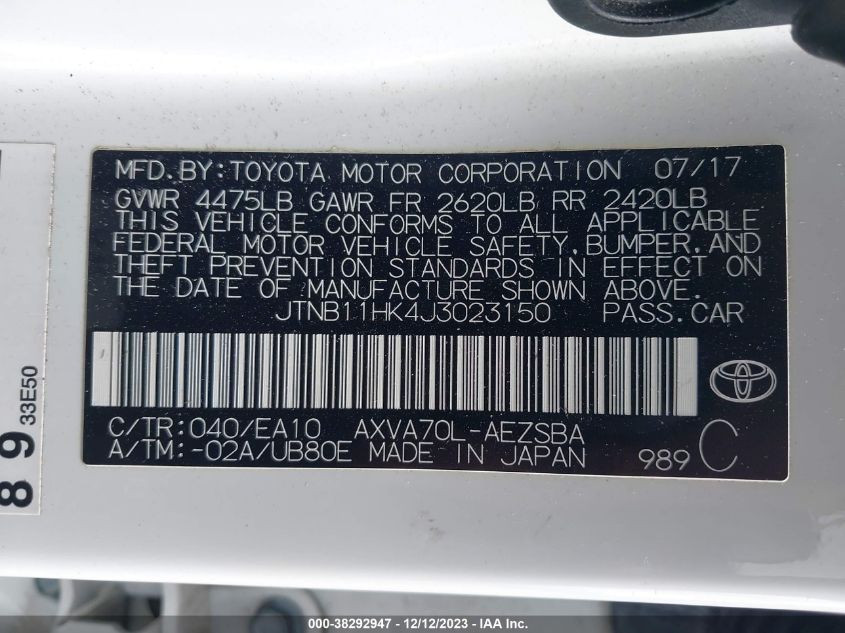 MFD.BY:TOYOTA MOTOR CORPORATION 07/17
GVWR 4475LB GAWR FR 2620LB RR 2420LB
THIS VEHICLE CONFORMS TO ALL APPLICABLE
FEDERAL MOTOR VEHICLE SAFETY,BUMPER,AND
THEFT PREVENTION STANDARDS IN EFFECT ON
THE DATE OF MANUFACTURE SHOWN ABOVE.
JTNB11HK4J3023150 PASS.CAR
C/TR:040/EA10 AXVA70L-AEZSBA
A/TM:-02A/UB80E MADE IN JAPAN 989 C
89
33E50
000-38292947 - 12/12/2023 - IAA Inc.